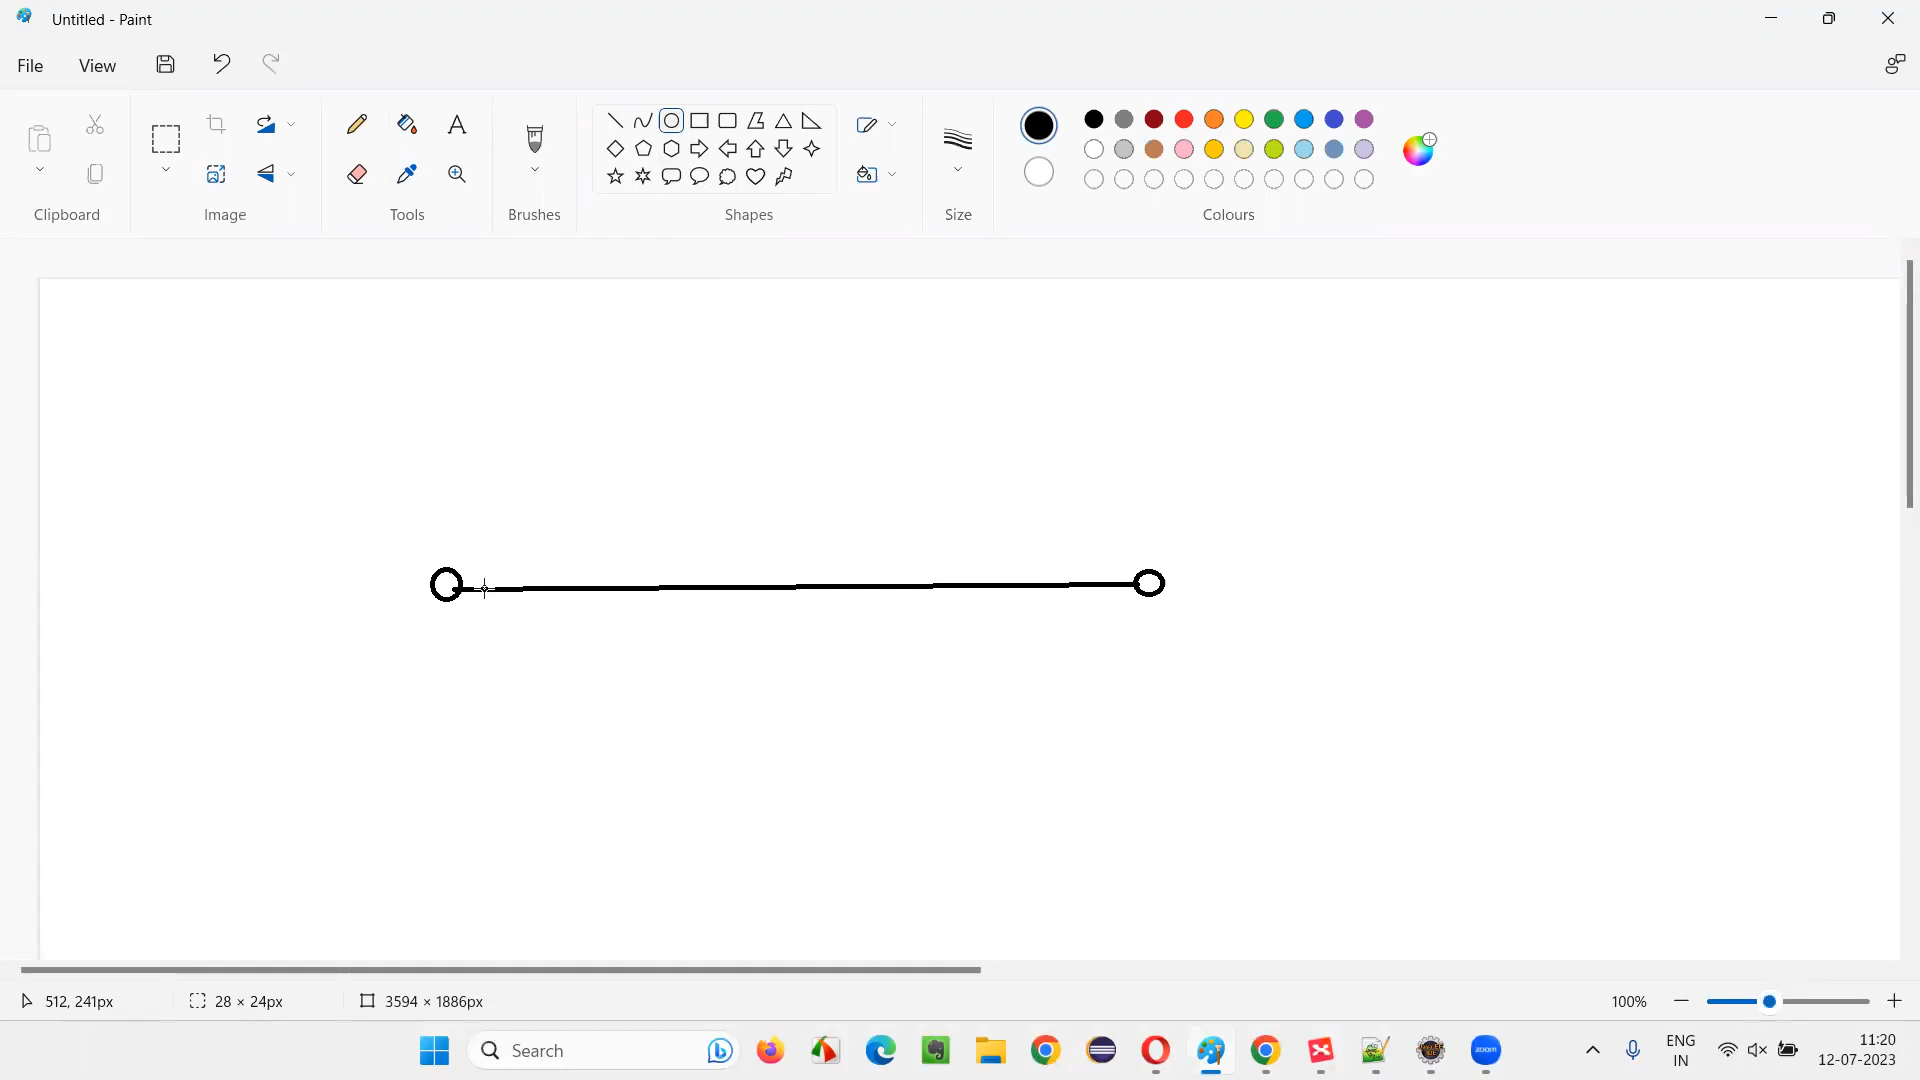 Untitled - Paint
File View
Clipboard Image Tools Brushes Shapes Size Colours
512, 241px 28 × 24px 3594 × 1886px 100%
Search zoom ENG 11:20
IN 12-07-2023